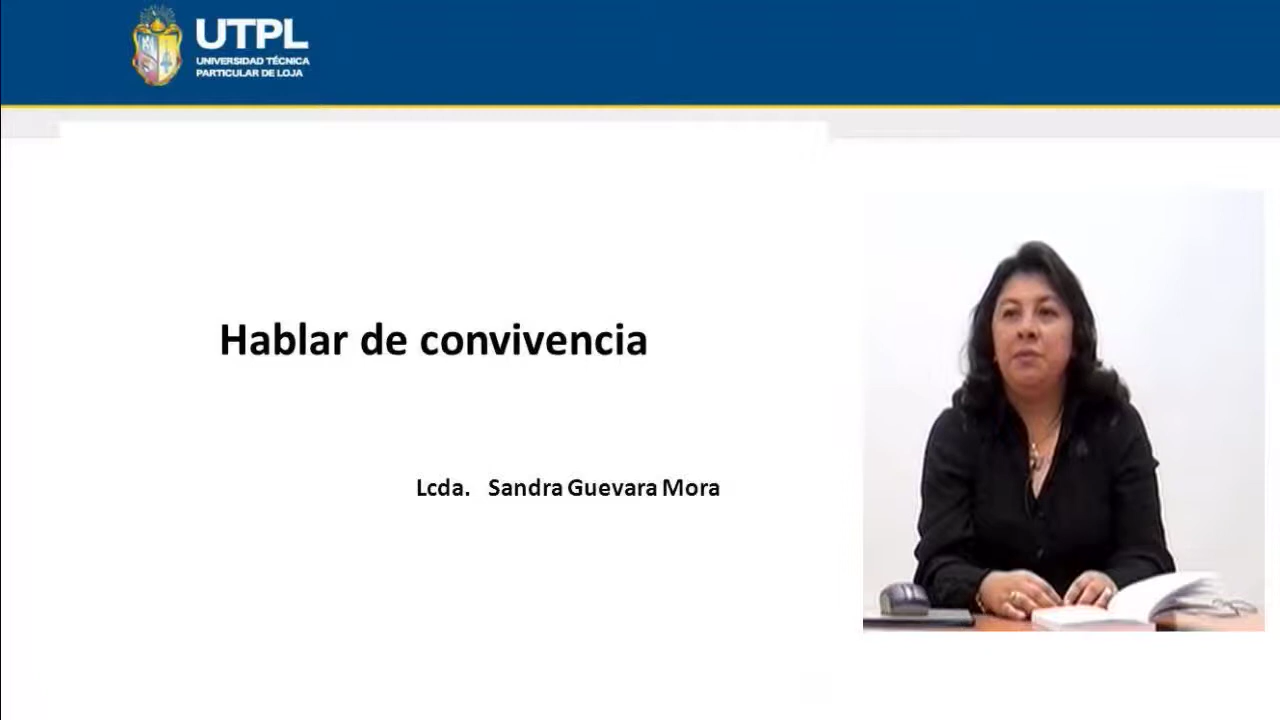 UTPL
UNIVERSIDAD TÉCNICA
PARTICULAR DE LOJA
Hablar de convivencia
Lcda. Sandra Guevara Mora